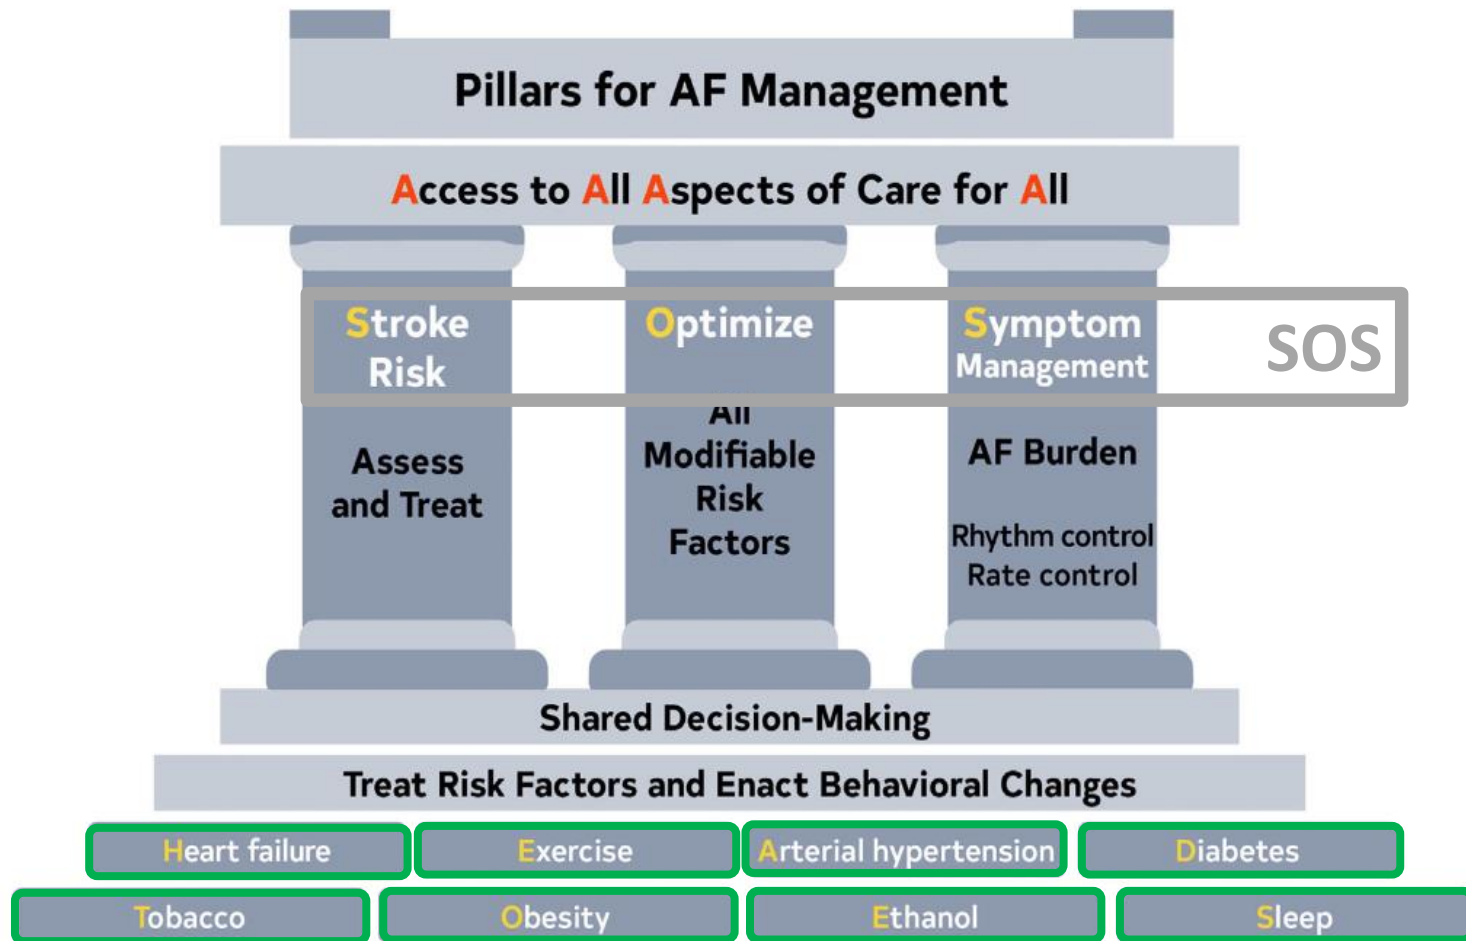 Pillars for AF Management
Access to All Aspects of Care for All
Stroke
Risk
Assess
and Treat
Optimize
All
Modifiable
Risk
Factors
Symptom
Management
AF Burden
Rhythm control
Rate control
SOS
Shared Decision-Making
Treat Risk Factors and Enact Behavioral Changes
Heart failure
Exercise
Arterial hypertension
Diabetes
Tobacco
Obesity
Ethanol
Sleep